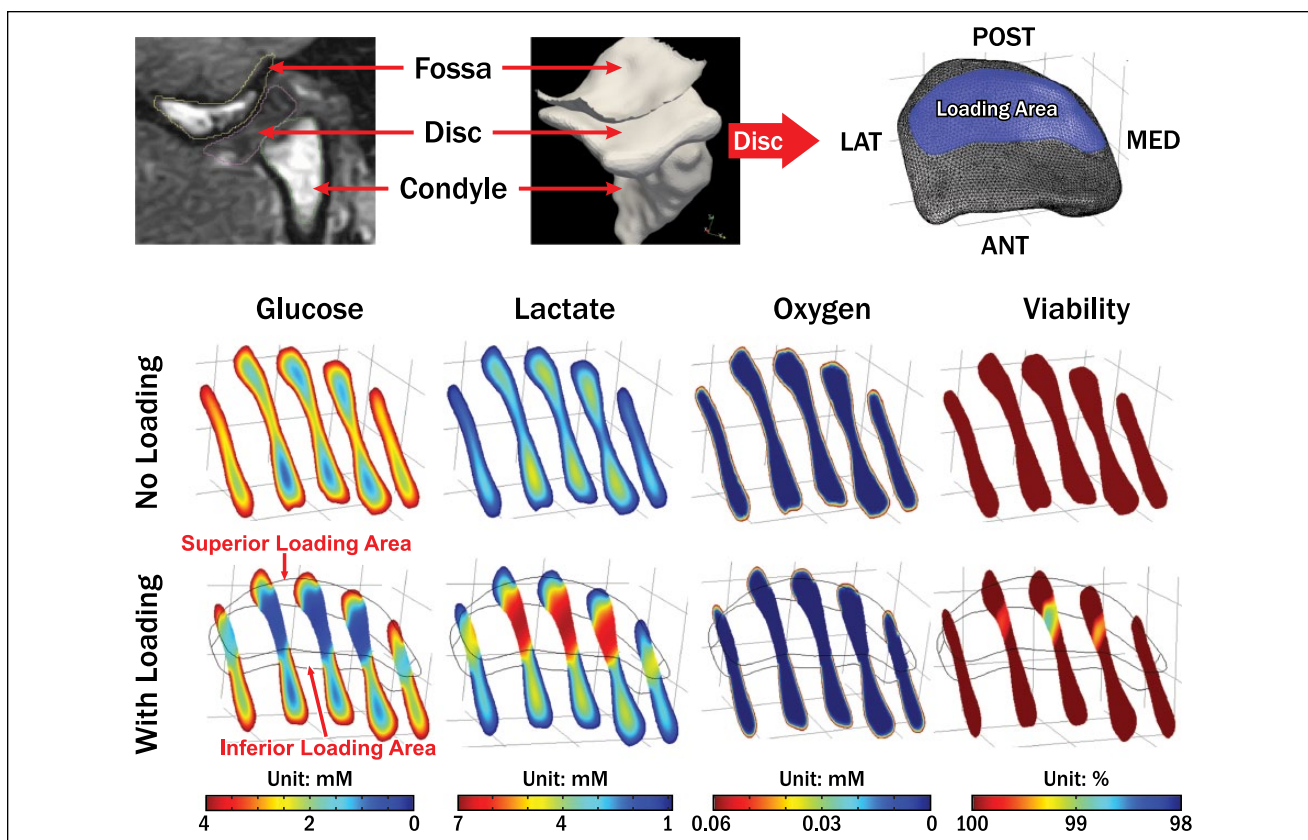 POST
Fossa
Loading Area
Disc
Disc
LAT
MED
Condyle
ANT
Glucose
Lactate
Oxygen
Viability
No Loading
Superior Loading Area
With Loading
Inferior Loading Area
Unit: mM
Unit: mM
Unit: mM
Unit: %
4 2 0
7 4 1
0.06 0.03 0
100 99 98